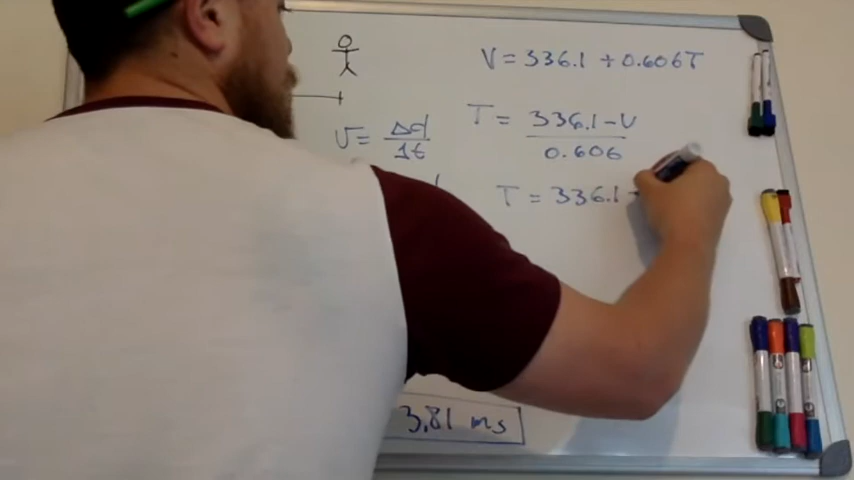 V = 336.1 + 0.606T
T = 336.1 - V
0.606
V = Δd
Δt
T = 336.1 -
3.81 ms